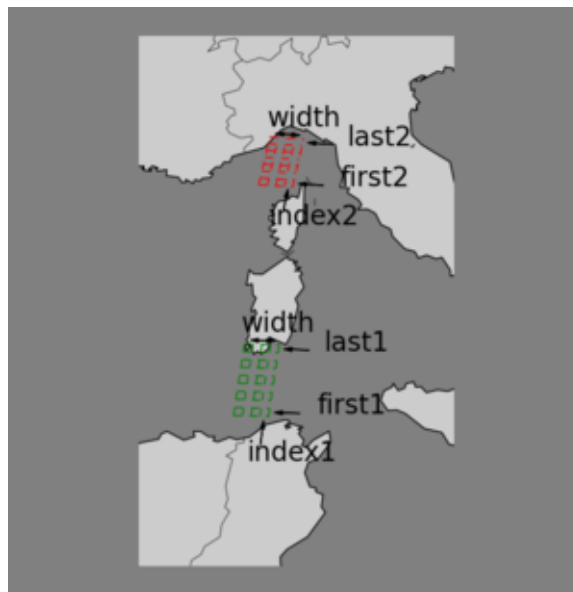 width
last2
first2
index2
width
last1
first1
index1